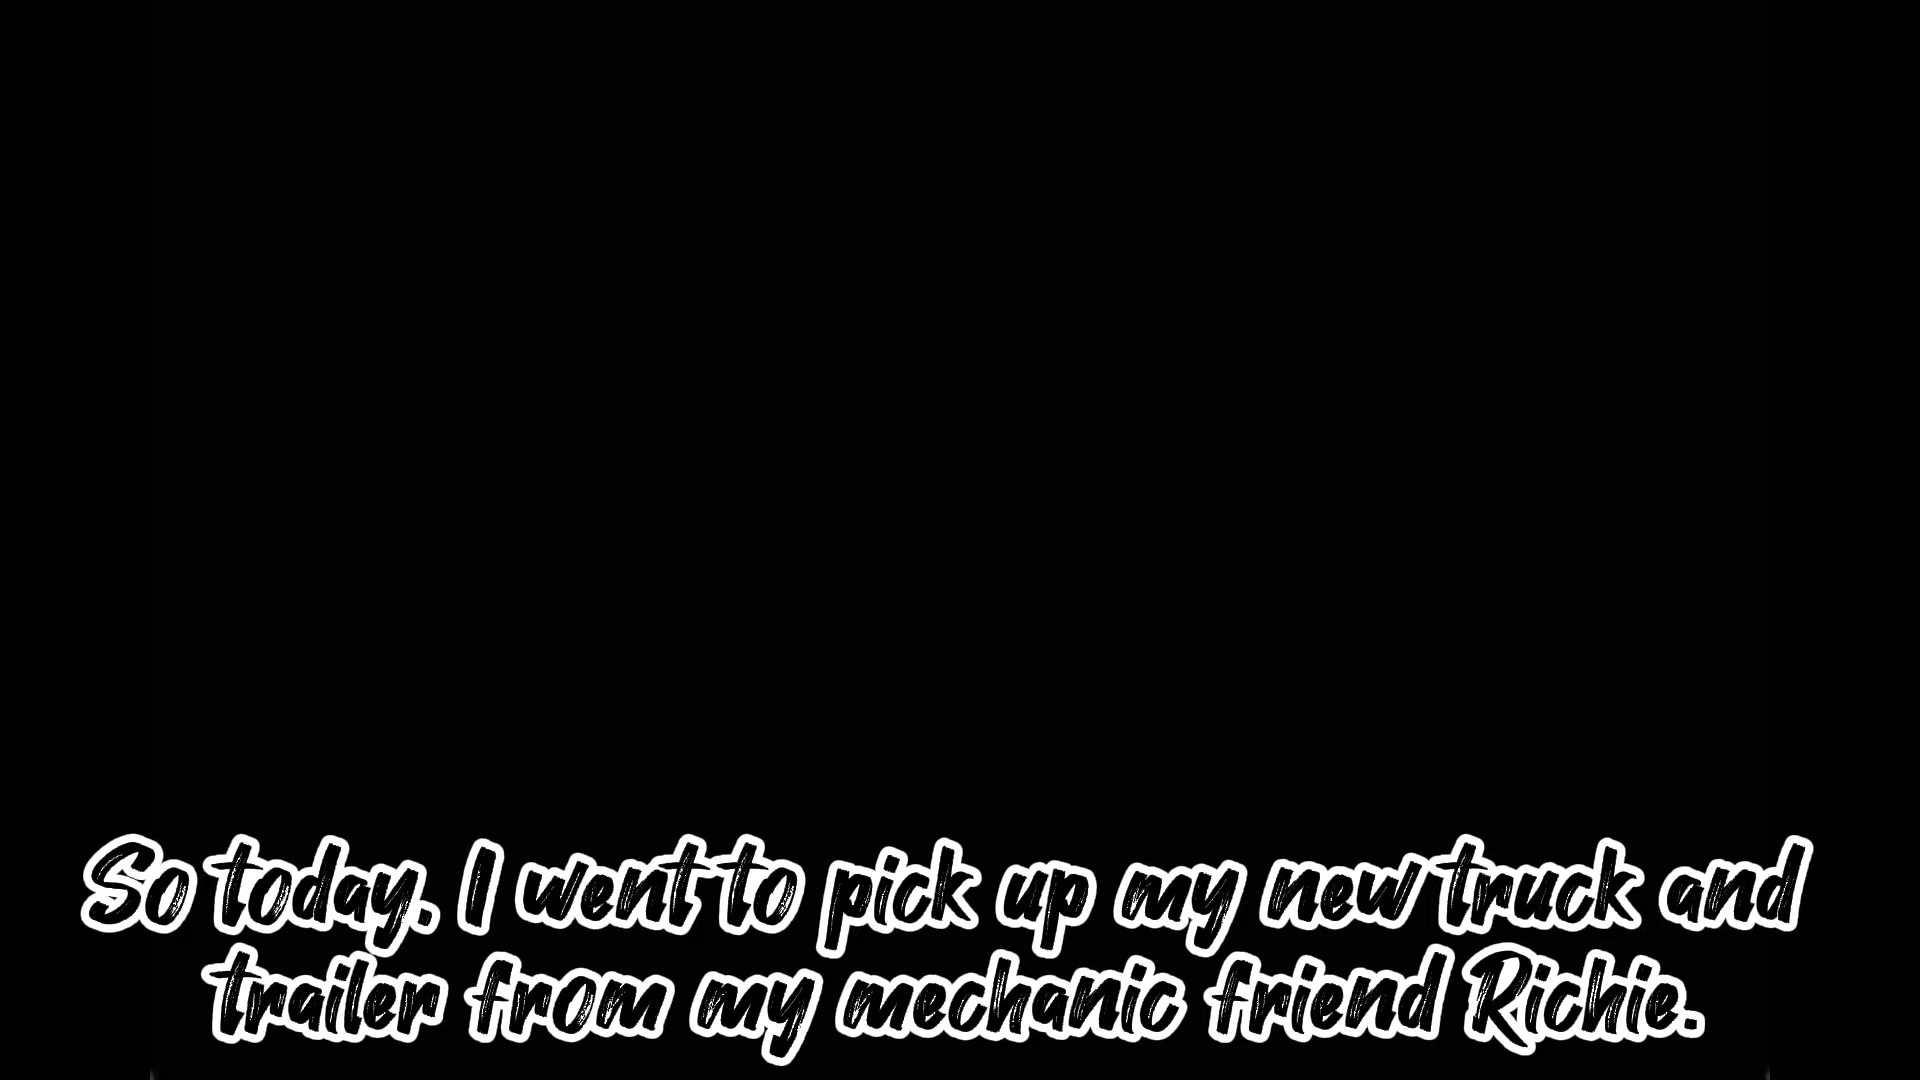 So today. I went to pick up my new truck and
trailer from my mechanic friend Richie.